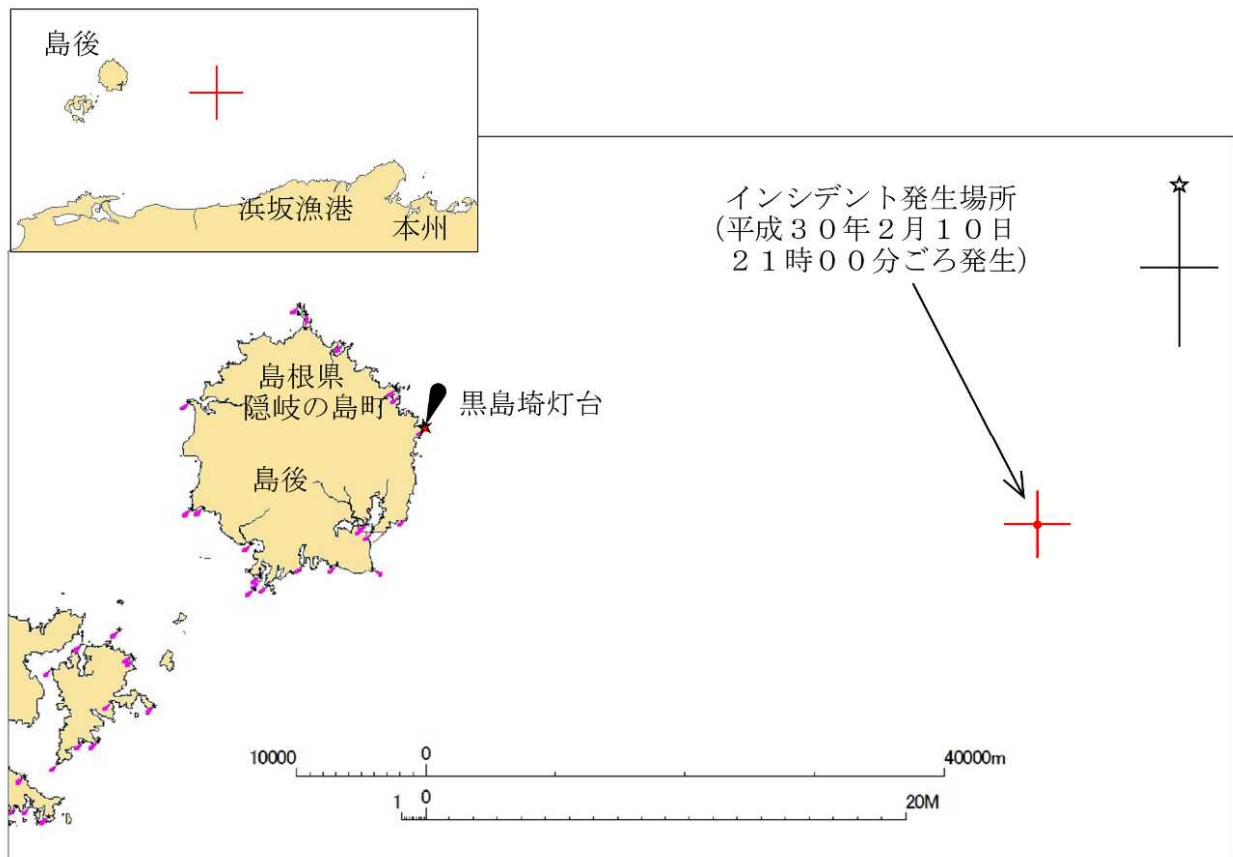 島後
浜坂漁港
本州
インシデント発生場所
(平成30年2月10日
21時00分ごろ発生)
島根県
隠岐の島町
黒島埼灯台
島後
10000 0 40000m
1 0 20M